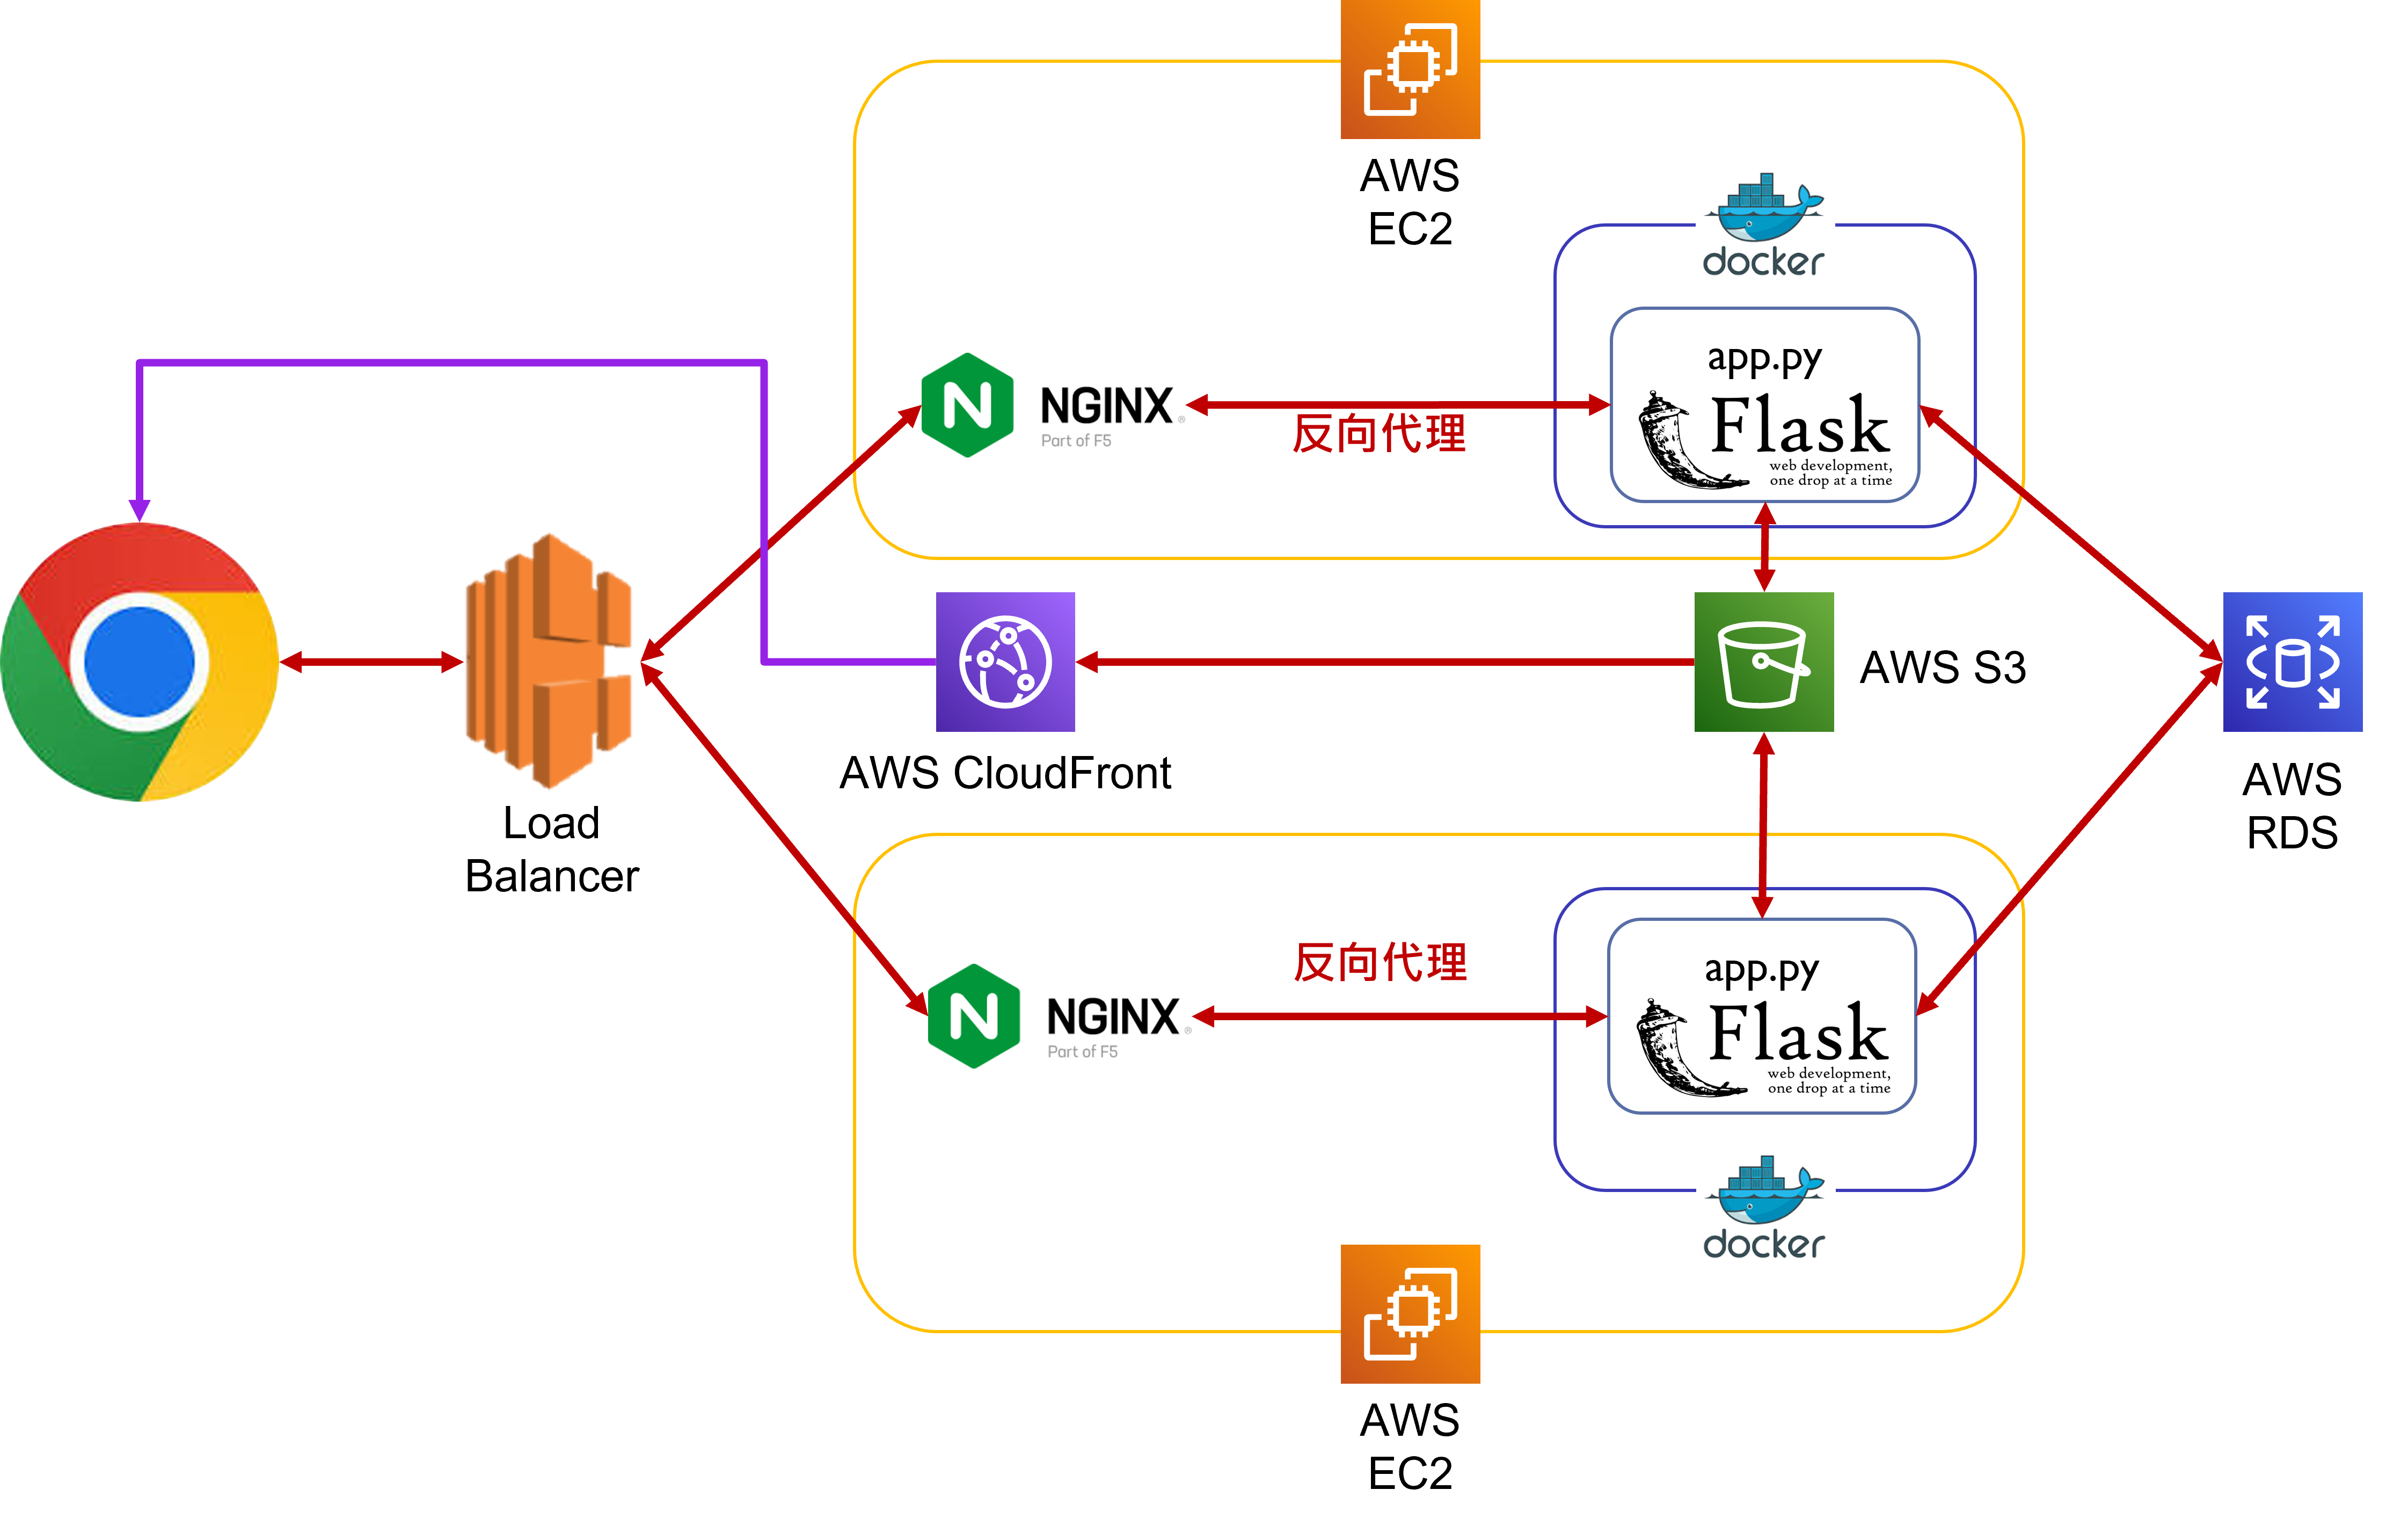 AWS
EC2
docker
app.py
Flask
web development,
one drop at a time
NGINX®
Part of F5
反向代理
Load
Balancer
AWS CloudFront
AWS S3
AWS
RDS
反向代理
app.py
Flask
web development,
one drop at a time
NGINX®
Part of F5
docker
AWS
EC2